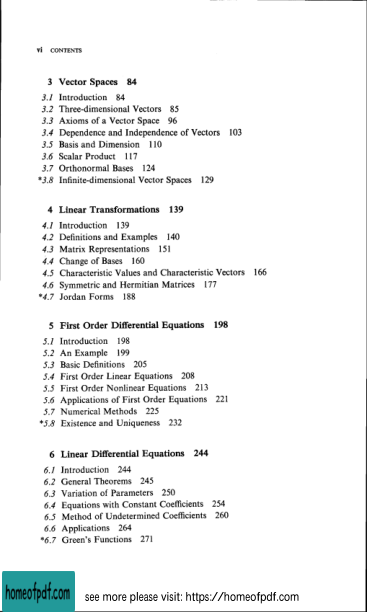 vi CONTENTS
3 Vector Spaces 84
3.1 Introduction 84
3.2 Three-dimensional Vectors 85
3.3 Axioms of a Vector Space 96
3.4 Dependence and Independence of Vectors 103
3.5 Basis and Dimension 110
3.6 Scalar Product 117
3.7 Orthonormal Bases 124
*3.8 Infinite-dimensional Vector Spaces 129
4 Linear Transformations 139
4.1 Introduction 139
4.2 Definitions and Examples 140
4.3 Matrix Representations 151
4.4 Change of Bases 160
4.5 Characteristic Values and Characteristic Vectors 166
4.6 Symmetric and Hermitian Matrices 177
*4.7 Jordan Forms 188
5 First Order Differential Equations 198
5.1 Introduction 198
5.2 An Example 199
5.3 Basic Definitions 205
5.4 First Order Linear Equations 208
5.5 First Order Nonlinear Equations 213
5.6 Applications of First Order Equations 221
5.7 Numerical Methods 225
*5.8 Existence and Uniqueness 232
6 Linear Differential Equations 244
6.1 Introduction 244
6.2 General Theorems 245
6.3 Variation of Parameters 250
6.4 Equations with Constant Coefficients 254
6.5 Method of Undetermined Coefficients 260
6.6 Applications 264
*6.7 Green's Functions 271
homeofpdf.com
see more please visit: https://homeofpdf.com